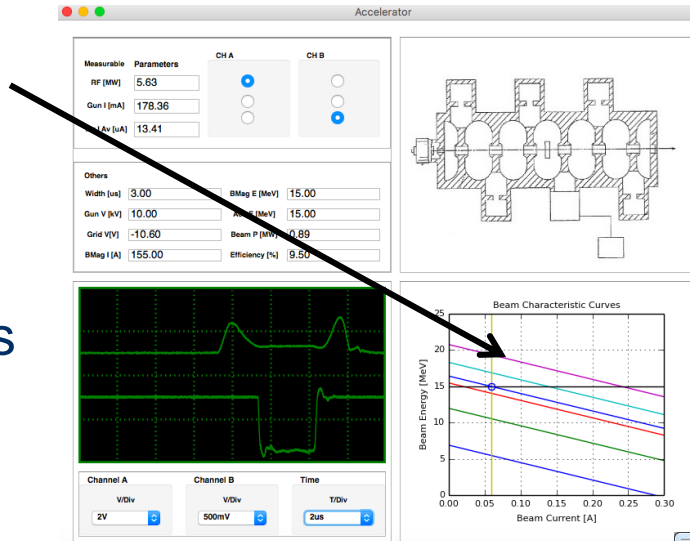 Accelerator
Measurable Parameters
CH A
CH B
RF [MW] 5.63
Gun I [mA] 178.36
I Av [uA] 13.41
Others
Width [us] 3.00
BMag E [MeV] 15.00
Gun V [kV] 10.00
[MeV] 15.00
Grid V[V] -10.60
Beam P [MW] 0.89
BMag I [A] 155.00
Efficiency [%] 9.50
s
Channel A
Channel B
Time
V/Div
V/Div
T/Div
2V
500mV
2us
Beam Characteristic Curves
Beam Energy [MeV]
25
20
15
10
5
0
0.00 0.05 0.10 0.15 0.20 0.25 0.30
Beam Current [A]